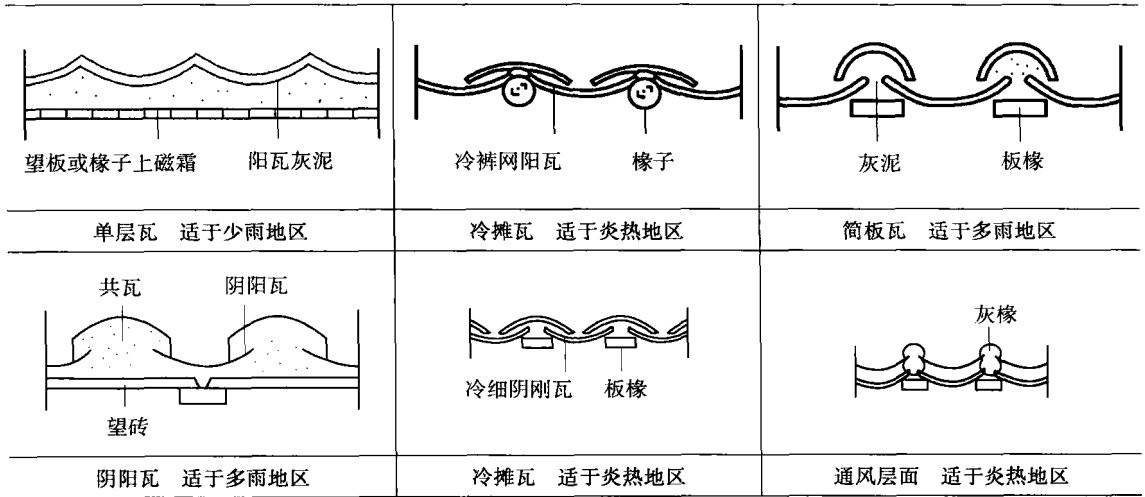 望板或椽子上磁霜 阳瓦灰泥
冷裤网阳瓦 椽子
灰泥 板椽
单层瓦 适于少雨地区
冷摊瓦 适于炎热地区
简板瓦 适于多雨地区
共瓦 阴阳瓦
望砖
冷细阴刚瓦 板椽
灰椽
阴阳瓦 适于多雨地区
冷摊瓦 适于炎热地区
通风层面 适于炎热地区